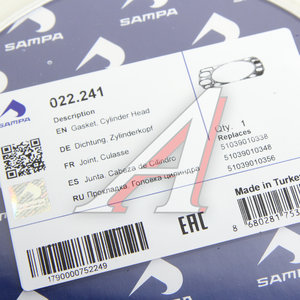 SAMPA
SAMPA
SAMPA
022.241
Description
EN Gasket, Cylinder Head
DE Dichtung, Zylinderkopf
FR Joint, Culasse
ES Junta, Cabeza de Cilindro
RU Прокладка, Головка цилиндра
Qty. 1
Replaces
51039010338
51039010348
51039010356
Made in Turkey
EAC
1790000752249
SAMPA